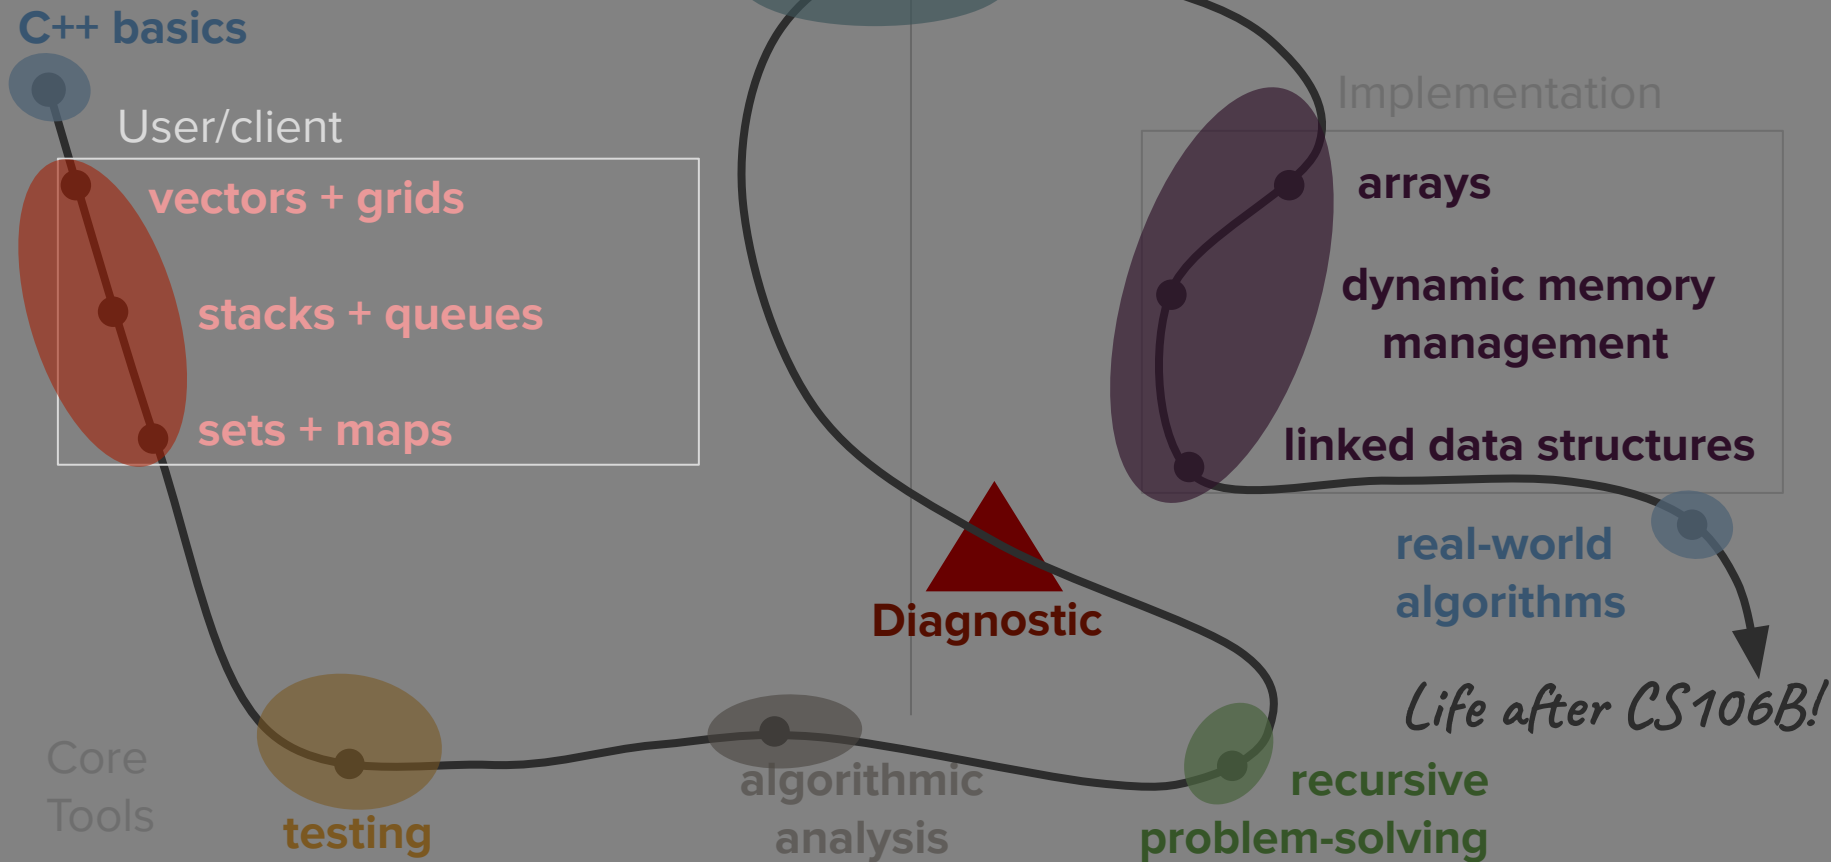 C++ basics
User/client
vectors + grids
stacks + queues
sets + maps
Core
Tools
testing
algorithmic
analysis
recursive
problem-solving
Diagnostic
Implementation
arrays
dynamic memory
management
linked data structures
real-world
algorithms
Life after CS106B!